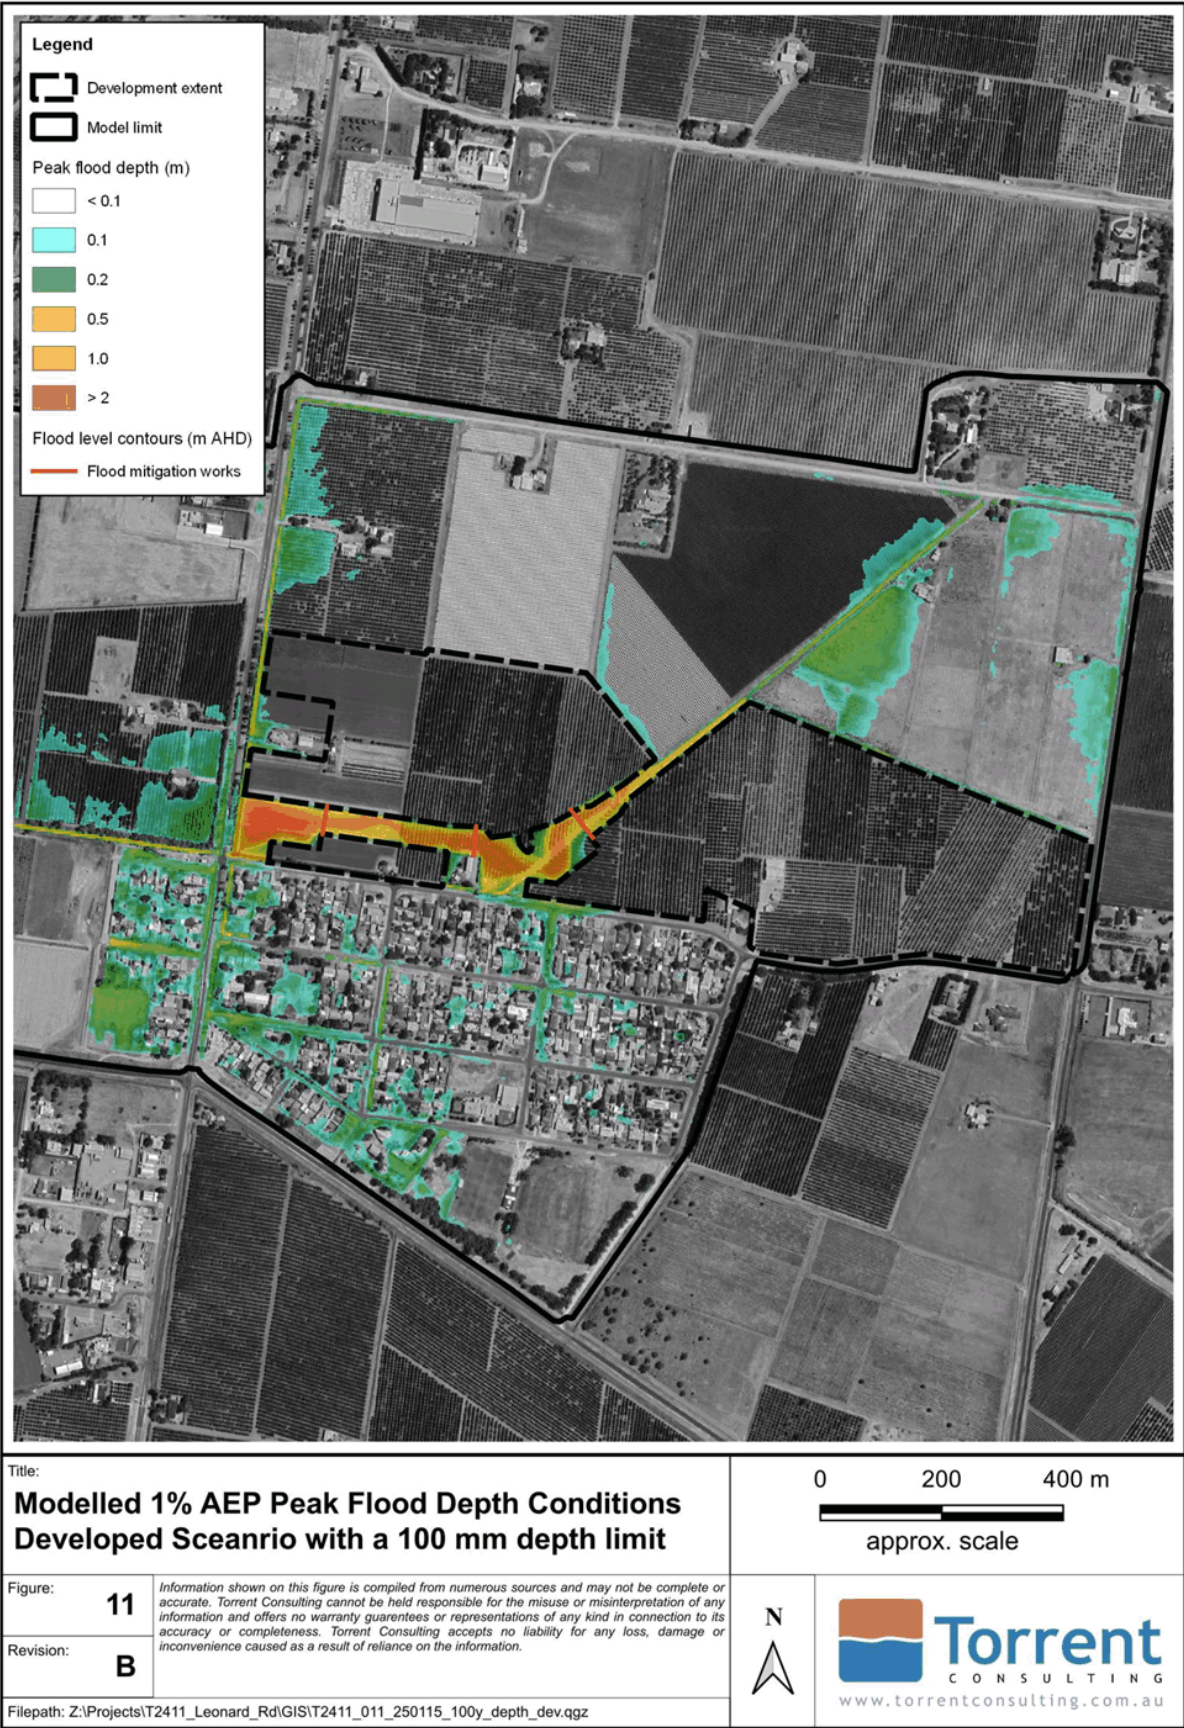 Legend
Development extent
Model limit
Peak flood depth (m)
< 0.1
0.1
0.2
0.5
1.0
> 2
Flood level contours (m AHD)
Flood mitigation works
Title:
Modelled 1% AEP Peak Flood Depth Conditions
Developed Sceanrio with a 100 mm depth limit
0 200 400 m
approx. scale
Figure:
11
Revision:
B
Information shown on this figure is compiled from numerous sources and may not be complete or
accurate. Torrent Consulting cannot be held responsible for the misuse or misinterpretation of any
information and offers no warranty guarentees or representations of any kind in connection to its
accuracy or completeness. Torrent Consulting accepts no liability for any loss, damage or
inconvenience caused as a result of reliance on the information.
N
Torrent
CONSULTING
www.torrentconsulting.com.au
Filepath: Z:\Projects\T2411_Leonard_Rd\GIS\T2411_011_250115_100y_depth_dev.qgz